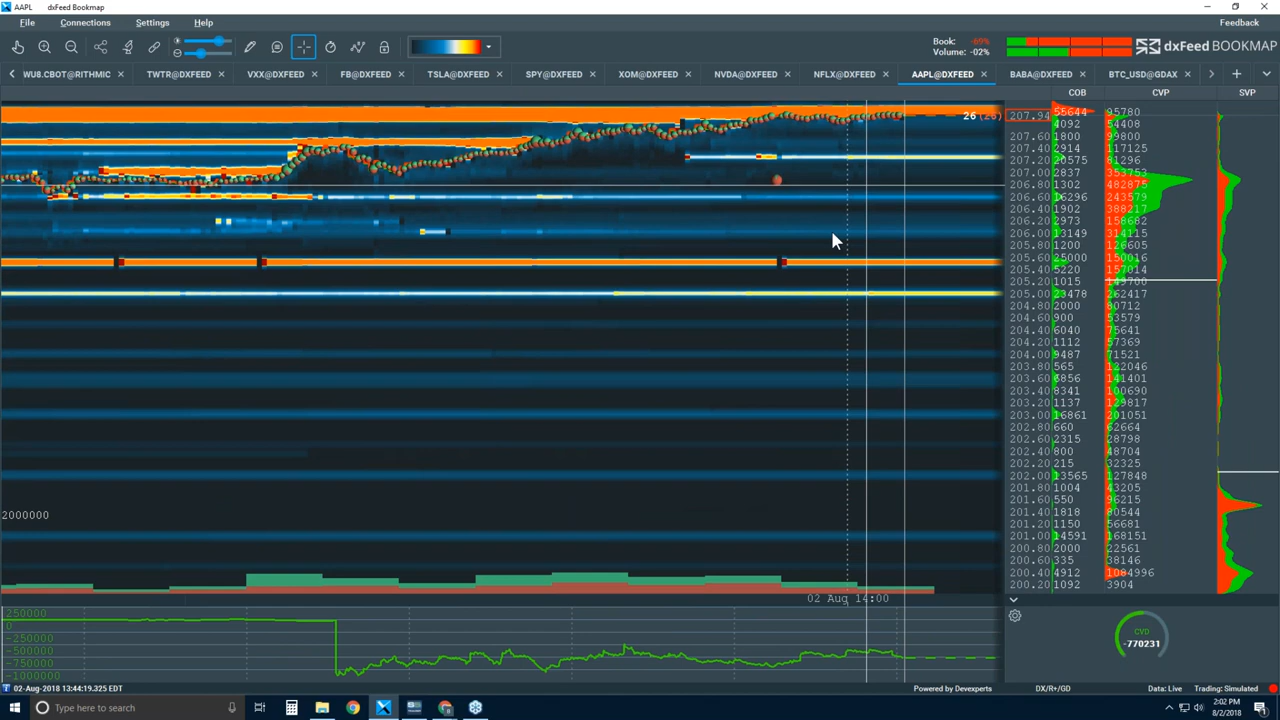 AAPL dxFeed Bookmap
File Connections Settings Help Feedback
Book: -69%
Volume: -02%
dxFeed BOOKMAP
WU8.CBOT@RITHMIC TWTR@DXFEED VXX@DXFEED FB@DXFEED TSLA@DXFEED SPY@DXFEED XOM@DXFEED NVDA@DXFEED NFLX@DXFEED AAPL@DXFEED BABA@DXFEED BTC_USD@GDAX
COB CVP SVP
26 (26) 207.94 55644 95780
4092 54408
207.60 1800 99800
207.40 2914 117125
207.20 20575 81296
207.00 2837 353753
206.80 1302 482875
206.60 16296 243579
206.40 1902 388217
206.20 2973 158682
206.00 13149 314115
205.80 1200 126605
205.60 25000 150016
205.40 5220 157014
205.20 1015 149700
205.00 23478 262417
204.80 2000 80712
204.60 900 53579
204.40 6040 75641
204.20 1112 57369
204.00 9487 71521
203.80 565 122046
203.60 6856 141401
203.40 8341 100690
203.20 1137 129817
203.00 16861 201051
202.80 660 62664
202.60 2315 28798
202.40 800 48704
202.20 215 32325
202.00 13565 127848
201.80 1004 43205
201.60 550 96215
201.40 1818 80544
201.20 1150 56681
201.00 14591 168151
200.80 2000 22561
200.60 335 38146
200.40 4912 1084996
200.20 1092 3904
2000000
02 Aug 14:00
250000
0
-250000
-500000
-750000
-1000000
CVD
-770231
02-Aug-2018 13:44:19.325 EDT Powered by Devexperts DX/R+/GD Data: Live Trading: Simulated
Type here to search
2:02 PM
8/2/2018